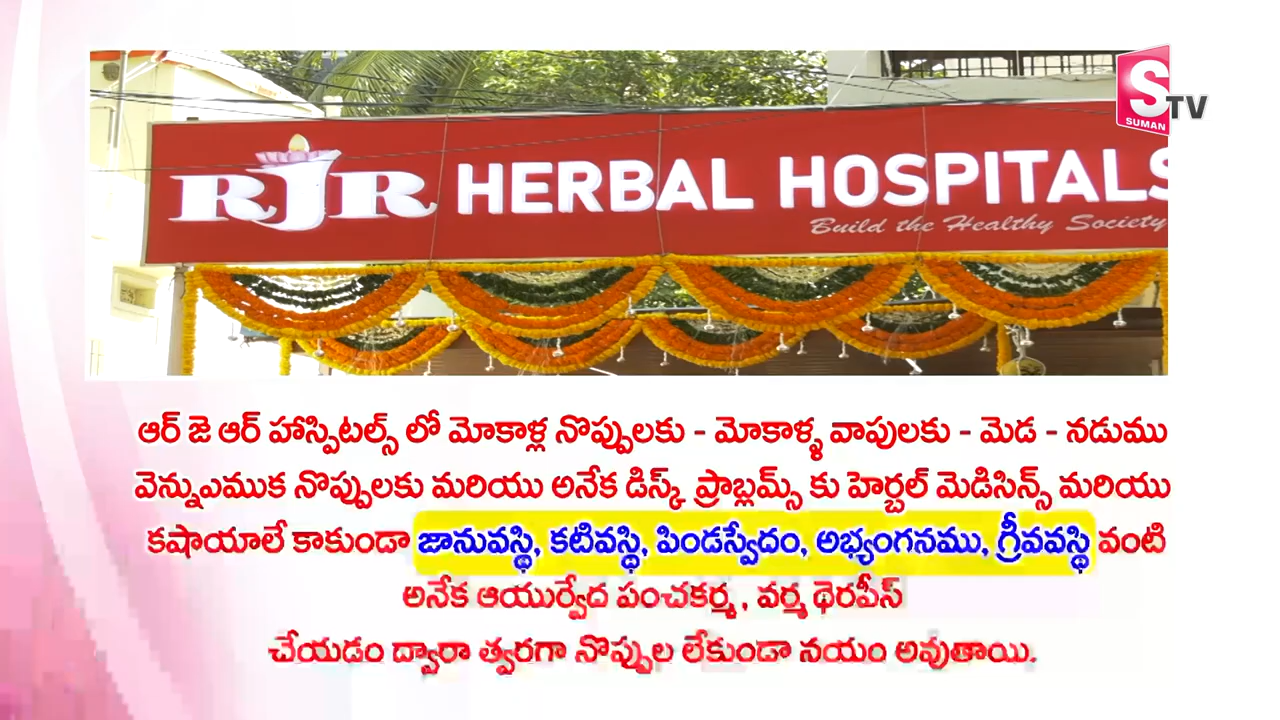 S
SUMAN
TV
RJR HERBAL HOSPITALS
Build the Healthy Society
ఆర్ జె ఆర్ హాస్పిటల్స్ లో మోకాళ్ల నొప్పులకు - మోకాళ్ళ వాపులకు - మెడ - నడుము
వెన్నుఎముక నొప్పులకు మరియు అనేక డిస్క్ ప్రాబ్లమ్స్ కు హెర్బల్ మెడిసిన్స్ మరియు
కషాయాలే కాకుండా జానువస్థి, కటివస్థి, పిండస్వేదం, అభ్యంగనము, గ్రీవవస్థి వంటి
అనేక ఆయుర్వేద పంచకర్మ, వర్మ థెరపీస్
చేయడం ద్వారా త్వరగా నొప్పుల లేకుండా నయం అవుతాయి.